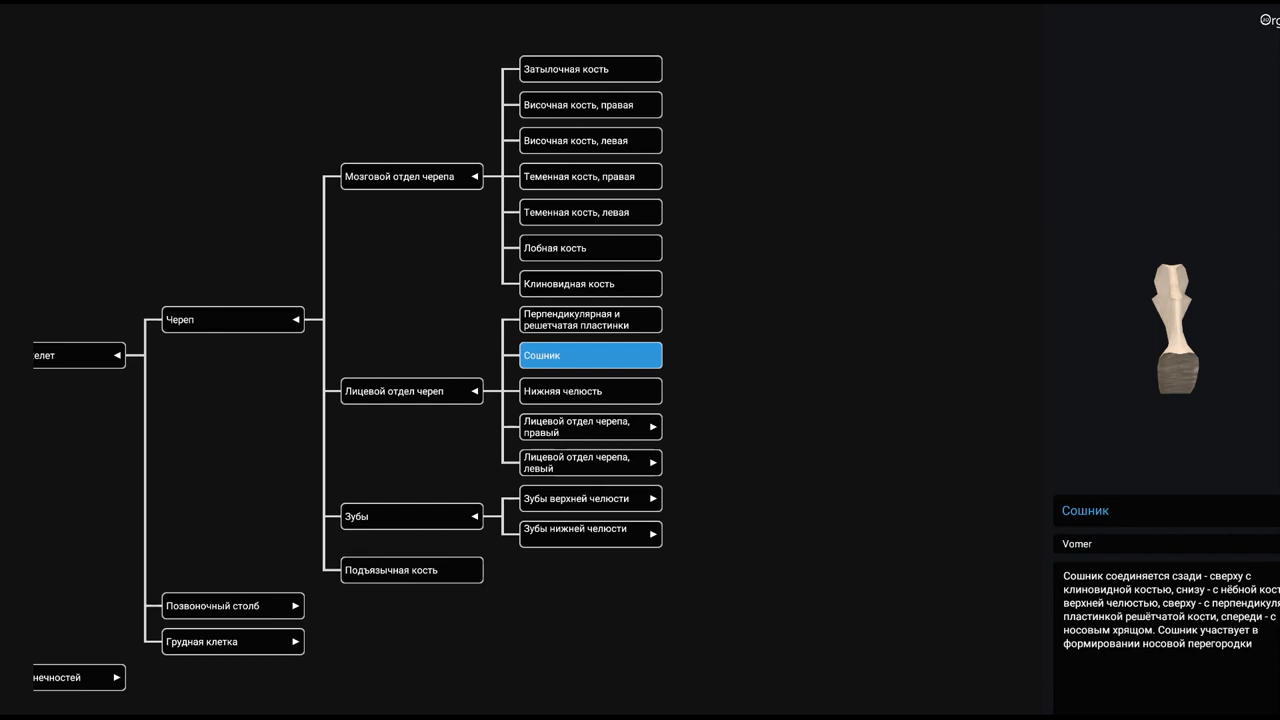 Затылочная кость
Височная кость, правая
Височная кость, левая
Мозговой отдел черепа
Теменная кость, правая
Теменная кость, левая
Лобная кость
Клиновидная кость
Череп
Перпендикулярная и
решетчатая пластинки
елет
Сошник
Лицевой отдел череп
Нижняя челюсть
Лицевой отдел черепа,
правый
Лицевой отдел черепа,
левый
Зубы
Зубы верхней челюсти
Зубы нижней челюсти
Подъязычная кость
Позвоночный столб
Грудная клетка
нечностей
Org
Сошник
Vomer
Сошник соединяется сзади - сверху с
клиновидной костью, снизу - с нёбной кост
верхней челюстью, сверху - с перпендикуля
пластинкой решётчатой кости, спереди - с
носовым хрящом. Сошник участвует в
формировании носовой перегородки